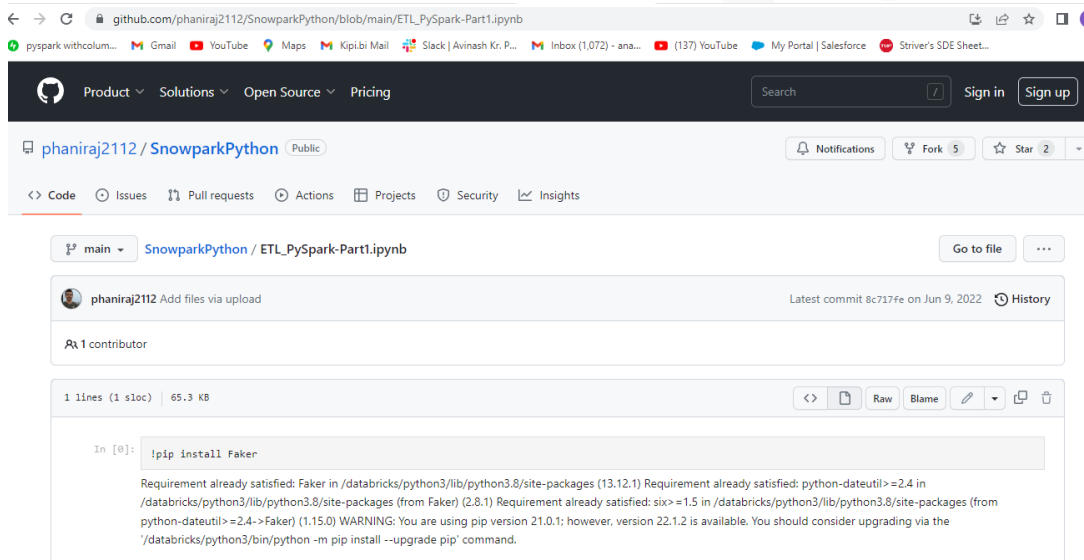 github.com/phaniraj2112/SnowparkPython/blob/main/ETL_PySpark-Part1.ipynb
pyspark withcolum... Gmail YouTube Maps Kipi.bi Mail Slack | Avinash Kr. P... Inbox (1,072) - ana... (137) YouTube My Portal | Salesforce Striver's SDE Sheet...
Product Solutions Open Source Pricing Search / Sign in Sign up
phaniraj2112 / SnowparkPython Public Notifications Fork 5 Star 2
<> Code Issues Pull requests Actions Projects Security Insights
main SnowparkPython / ETL_PySpark-Part1.ipynb Go to file ...
phaniraj2112 Add files via upload Latest commit 8c717fe on Jun 9, 2022 History
1 contributor
1 lines (1 sloc) 65.3 KB <> Raw Blame
In [0]: !pip install Faker
Requirement already satisfied: Faker in /databricks/python3/lib/python3.8/site-packages (13.12.1) Requirement already satisfied: python-dateutil>=2.4 in
/databricks/python3/lib/python3.8/site-packages (from Faker) (2.8.1) Requirement already satisfied: six>=1.5 in /databricks/python3/lib/python3.8/site-packages (from
python-dateutil>=2.4->Faker) (1.15.0) WARNING: You are using pip version 21.0.1; however, version 22.1.2 is available. You should consider upgrading via the
'/databricks/python3/bin/python -m pip install --upgrade pip' command.